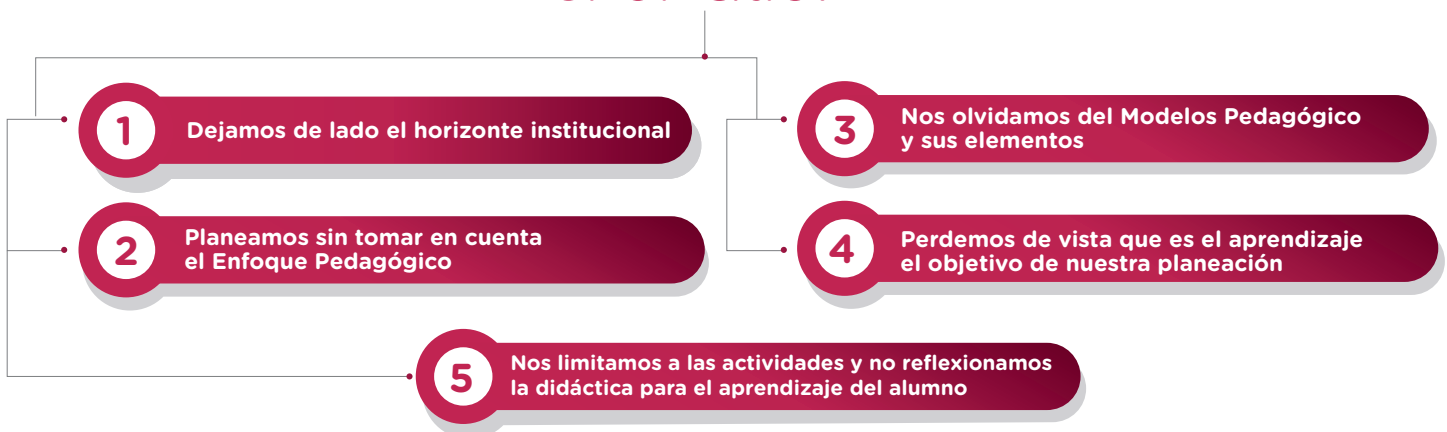 1
Dejamos de lado el horizonte institucional
2
Planeamos sin tomar en cuenta
el Enfoque Pedagógico
3
Nos olvidamos del Modelos Pedagógico
y sus elementos
4
Perdemos de vista que es el aprendizaje
el objetivo de nuestra planeación
5
Nos limitamos a las actividades y no reflexionamos
la didáctica para el aprendizaje del alumno